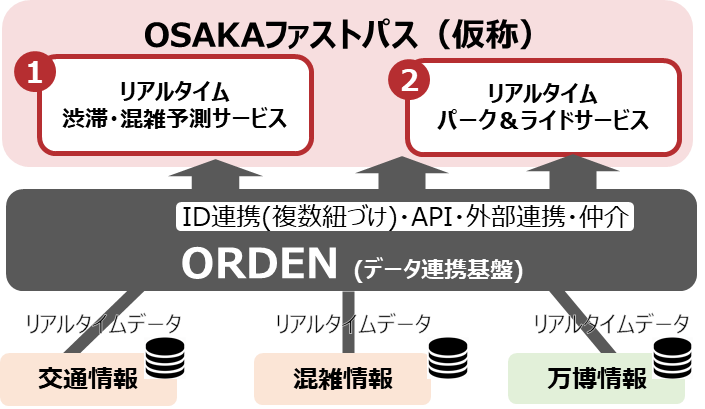 OSAKAファストパス（仮称）
1
リアルタイム
渋滞・混雑予測サービス
2
リアルタイム
パーク＆ライドサービス
ID連携(複数紐づけ)・API・外部連携・仲介
ORDEN (データ連携基盤)
リアルタイムデータ
リアルタイムデータ
リアルタイムデータ
交通情報
混雑情報
万博情報